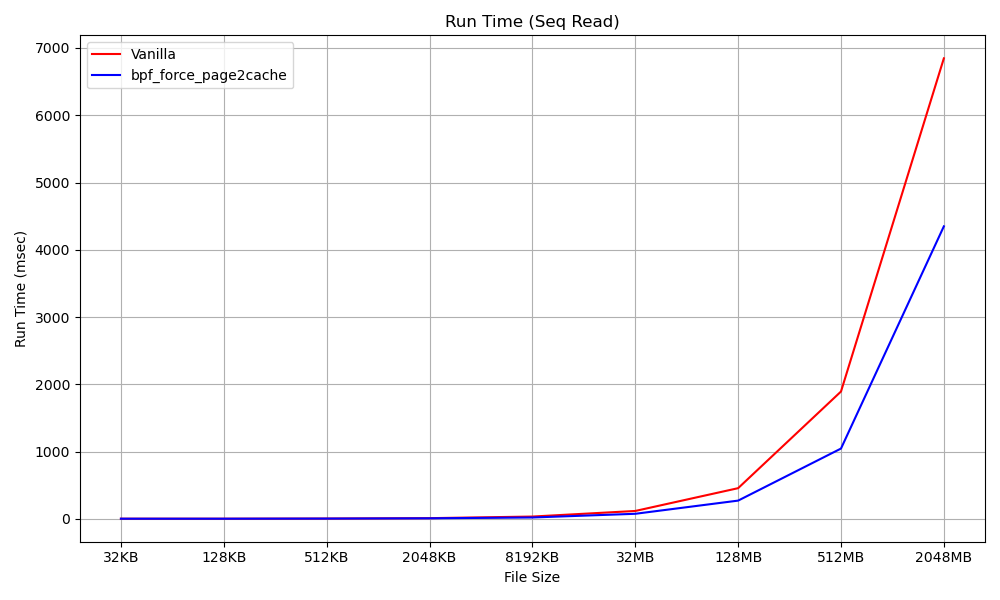 Run Time (Seq Read)
Vanilla
bpf_force_page2cache
Run Time (msec)
7000
6000
5000
4000
3000
2000
1000
0
32KB 128KB 512KB 2048KB 8192KB 32MB 128MB 512MB 2048MB
File Size